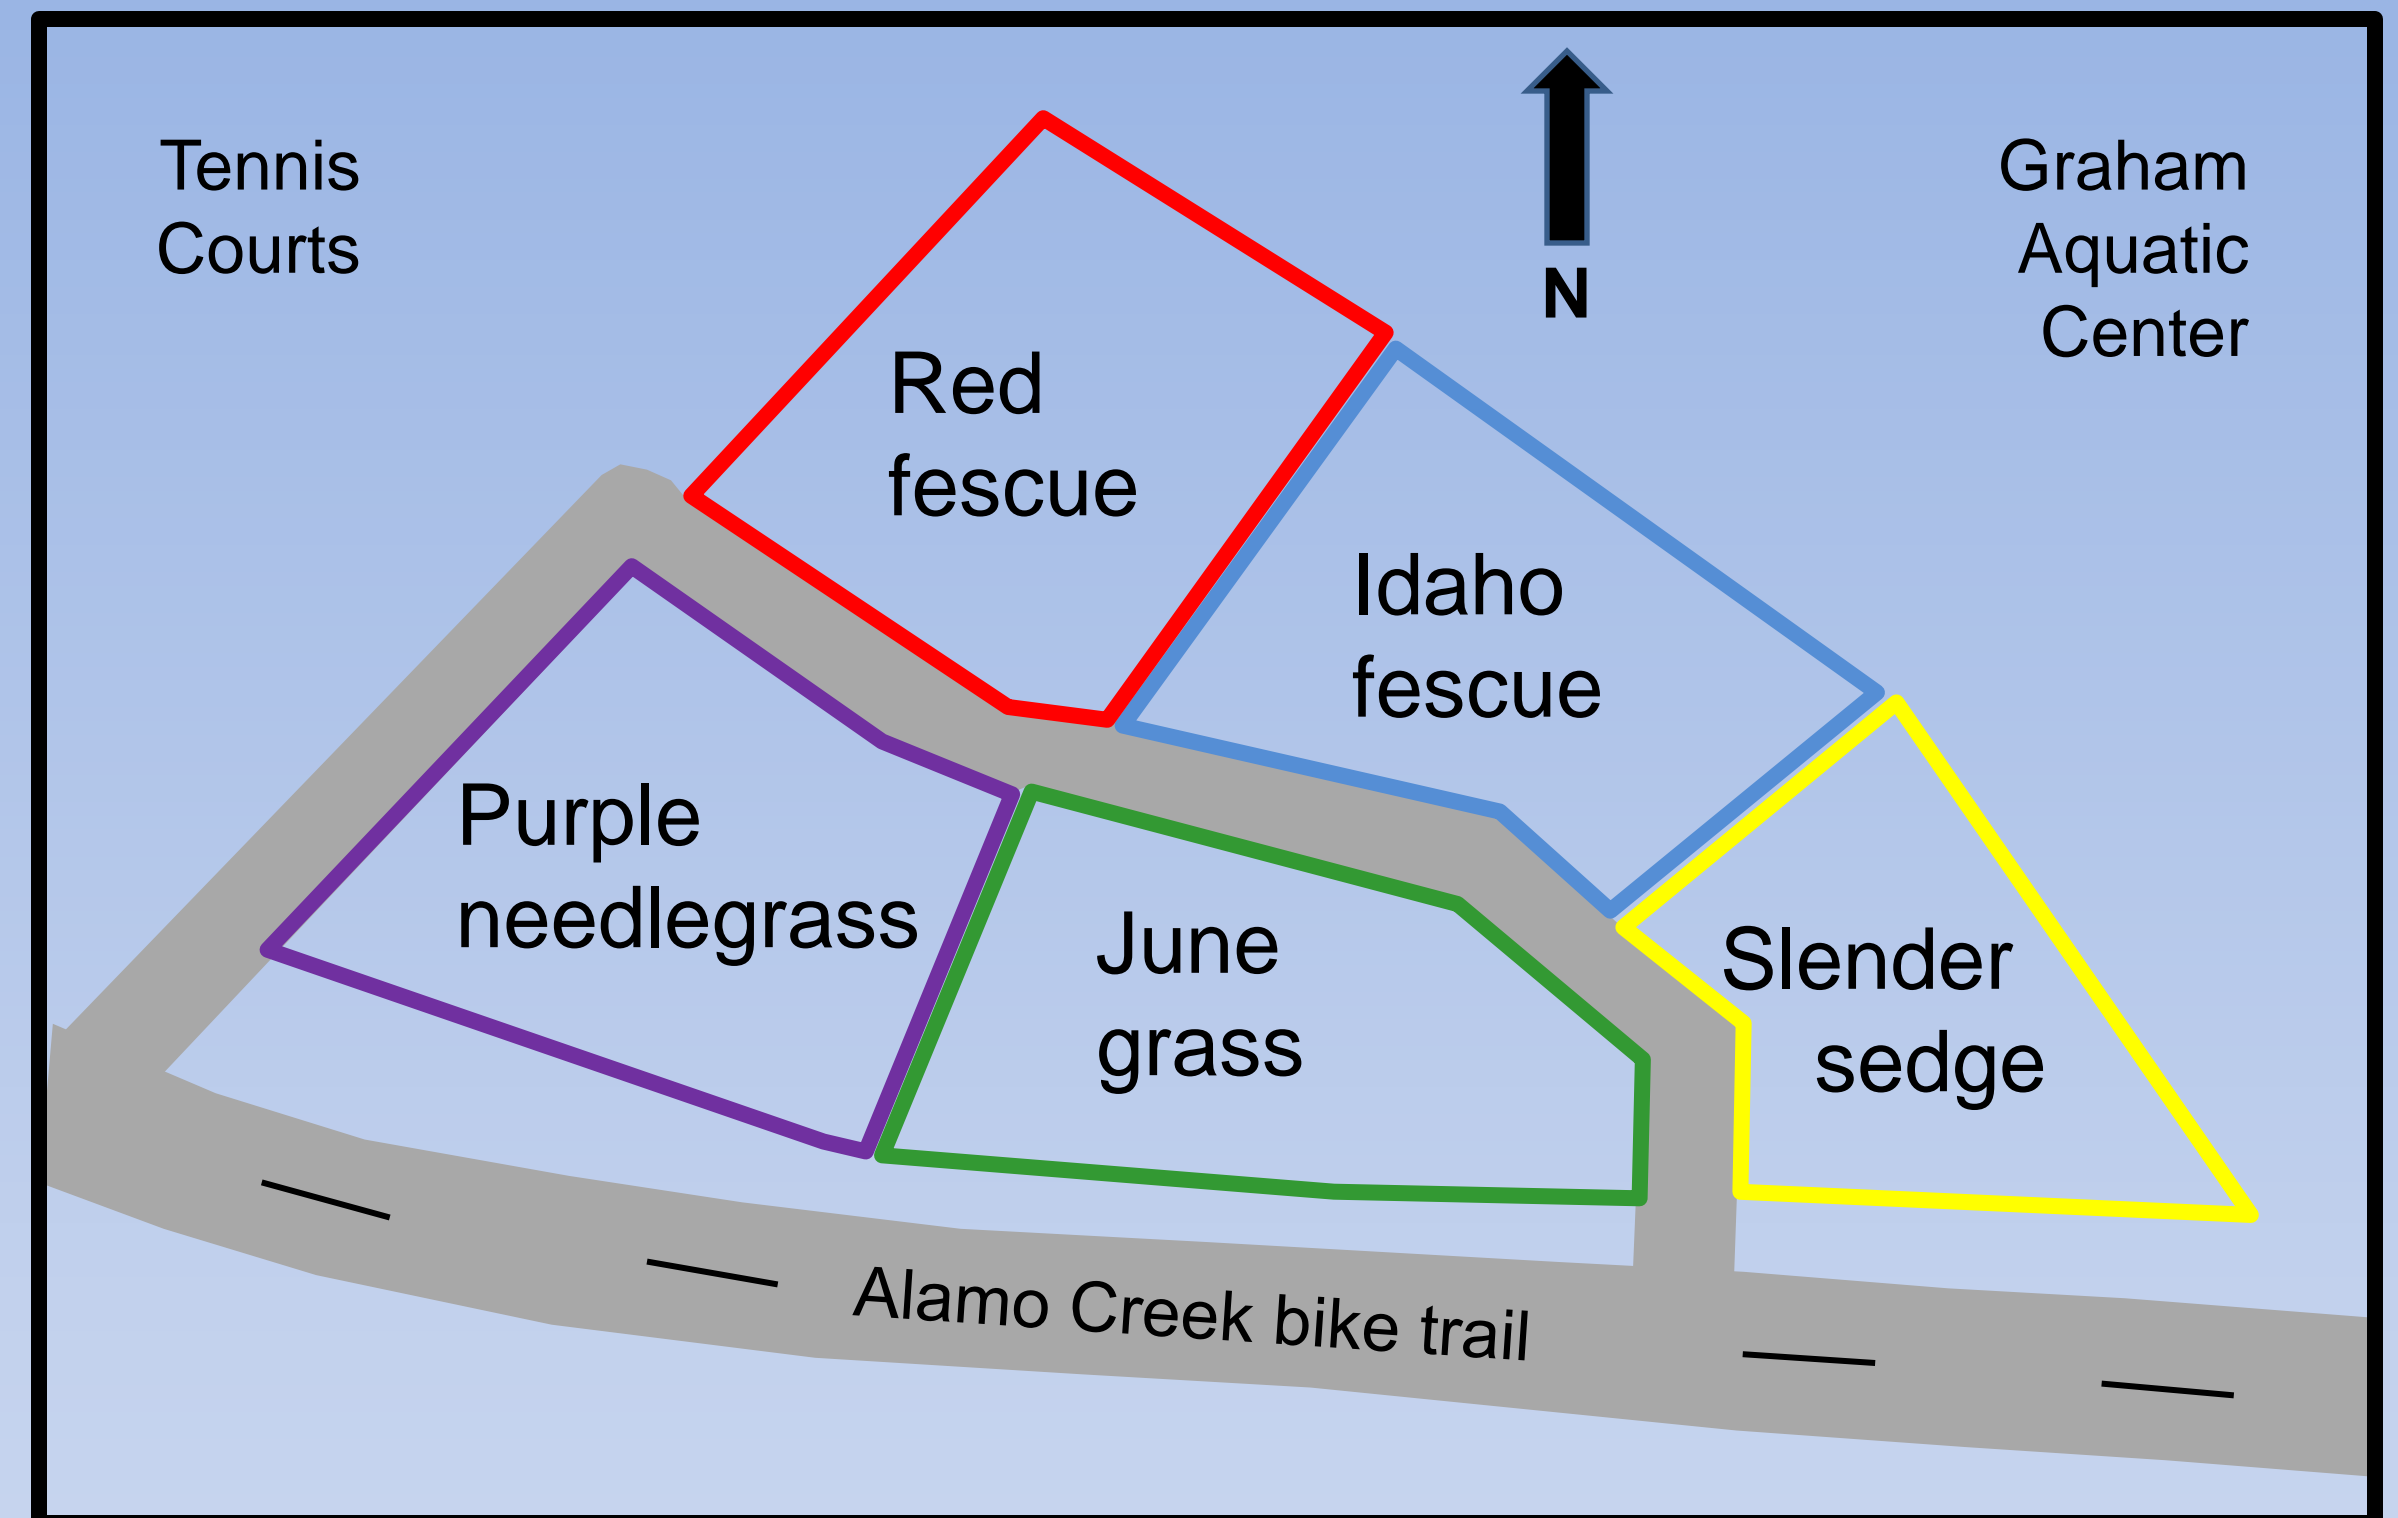 Tennis
Courts
N
Graham
Aquatic
Center
Red
fescue
Idaho
fescue
Purple
needlegrass
June
grass
Slender
sedge
Alamo Creek bike trail